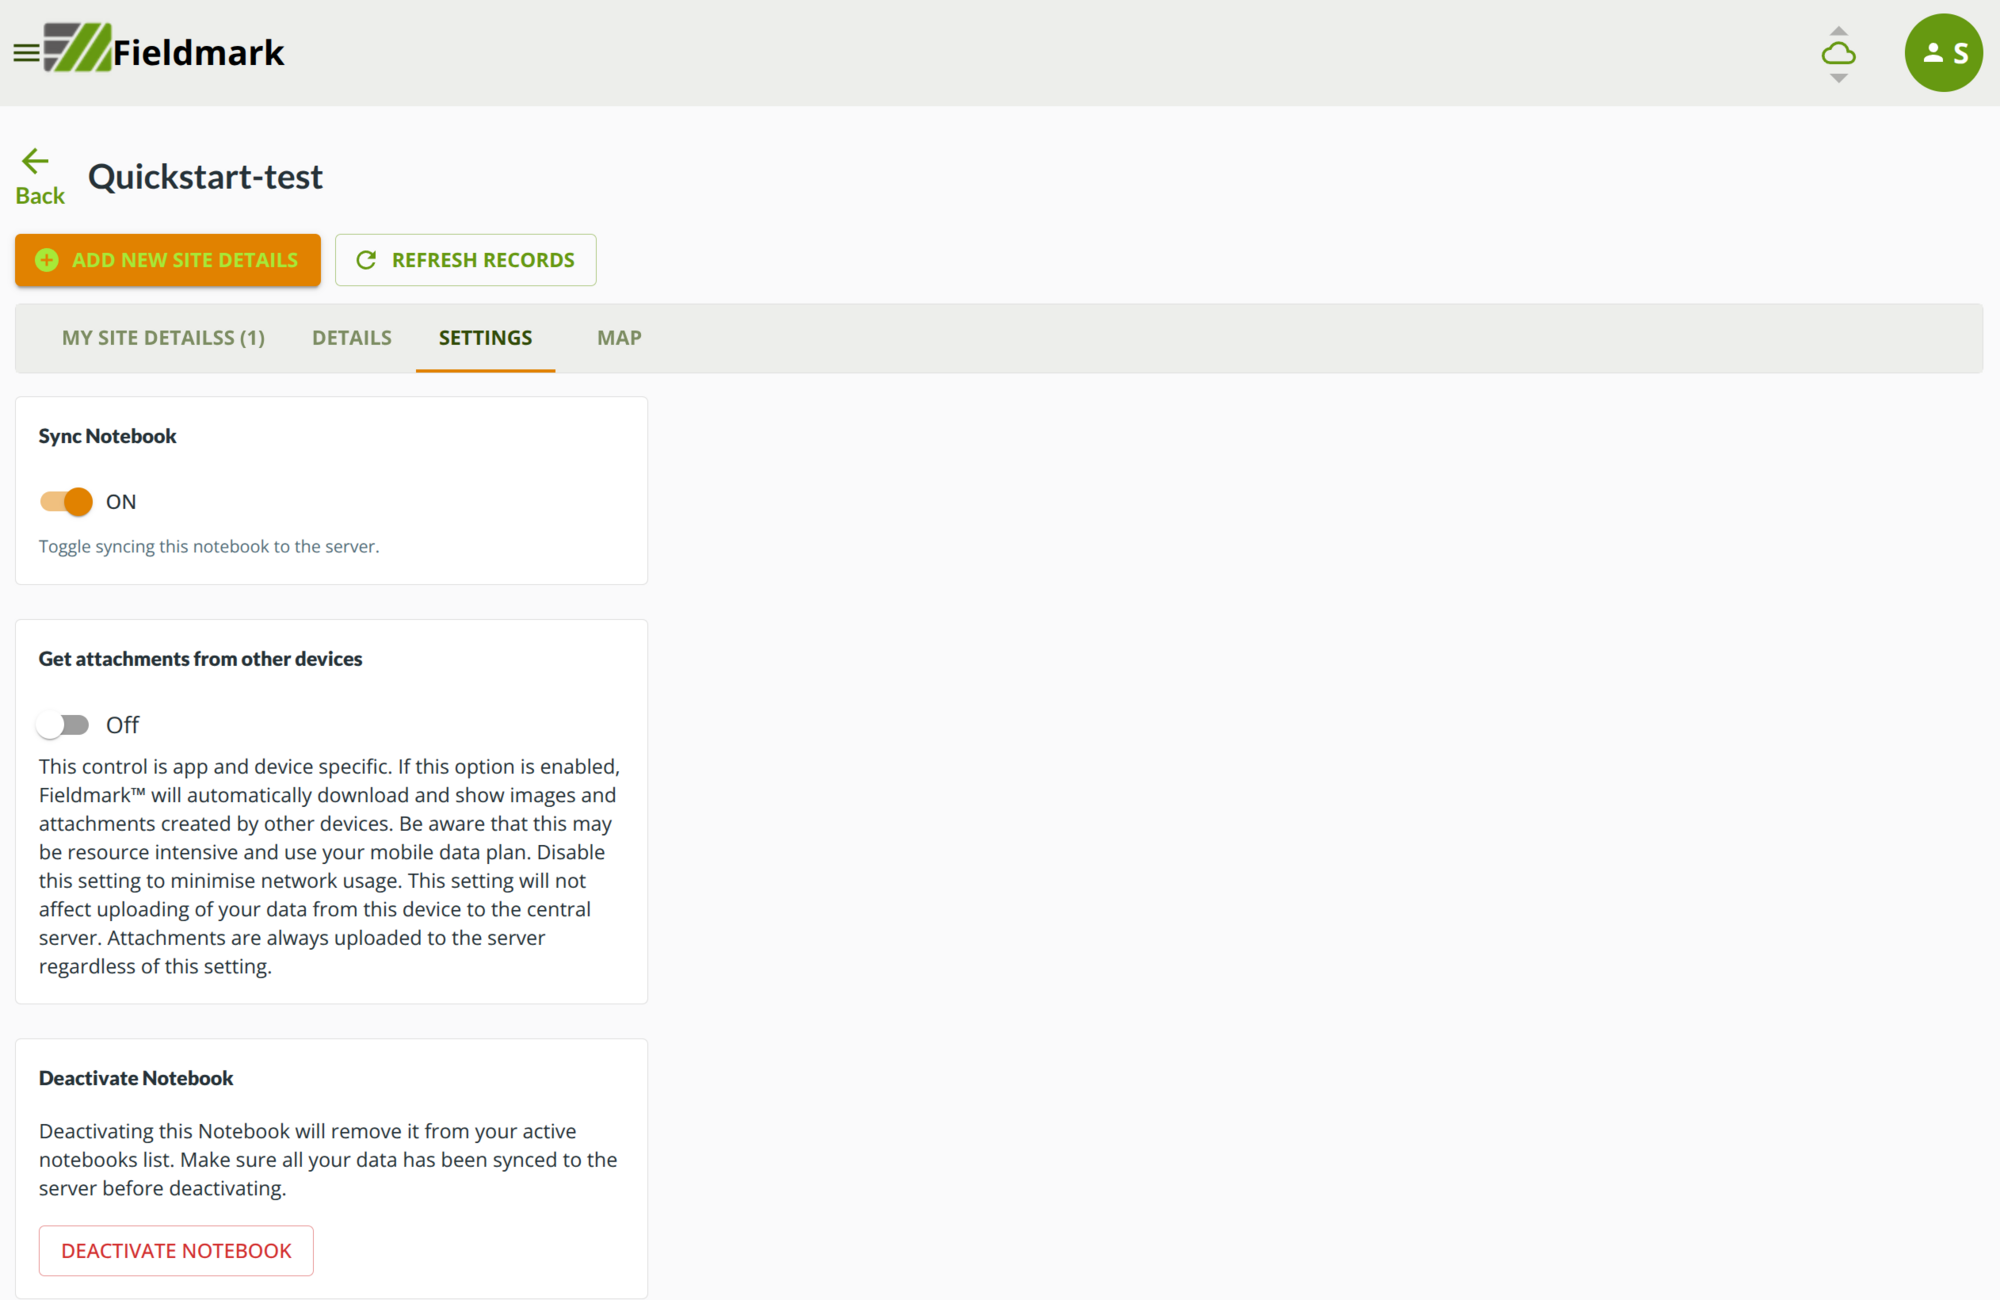 Fieldmark
S
Back
Quickstart-test
ADD NEW SITE DETAILS
REFRESH RECORDS
MY SITE DETAILSS (1)
DETAILS
SETTINGS
MAP
Sync Notebook
ON
Toggle syncing this notebook to the server.
Get attachments from other devices
Off
This control is app and device specific. If this option is enabled,
Fieldmark™ will automatically download and show images and
attachments created by other devices. Be aware that this may
be resource intensive and use your mobile data plan. Disable
this setting to minimise network usage. This setting will not
affect uploading of your data from this device to the central
server. Attachments are always uploaded to the server
regardless of this setting.
Deactivate Notebook
Deactivating this Notebook will remove it from your active
notebooks list. Make sure all your data has been synced to the
server before deactivating.
DEACTIVATE NOTEBOOK